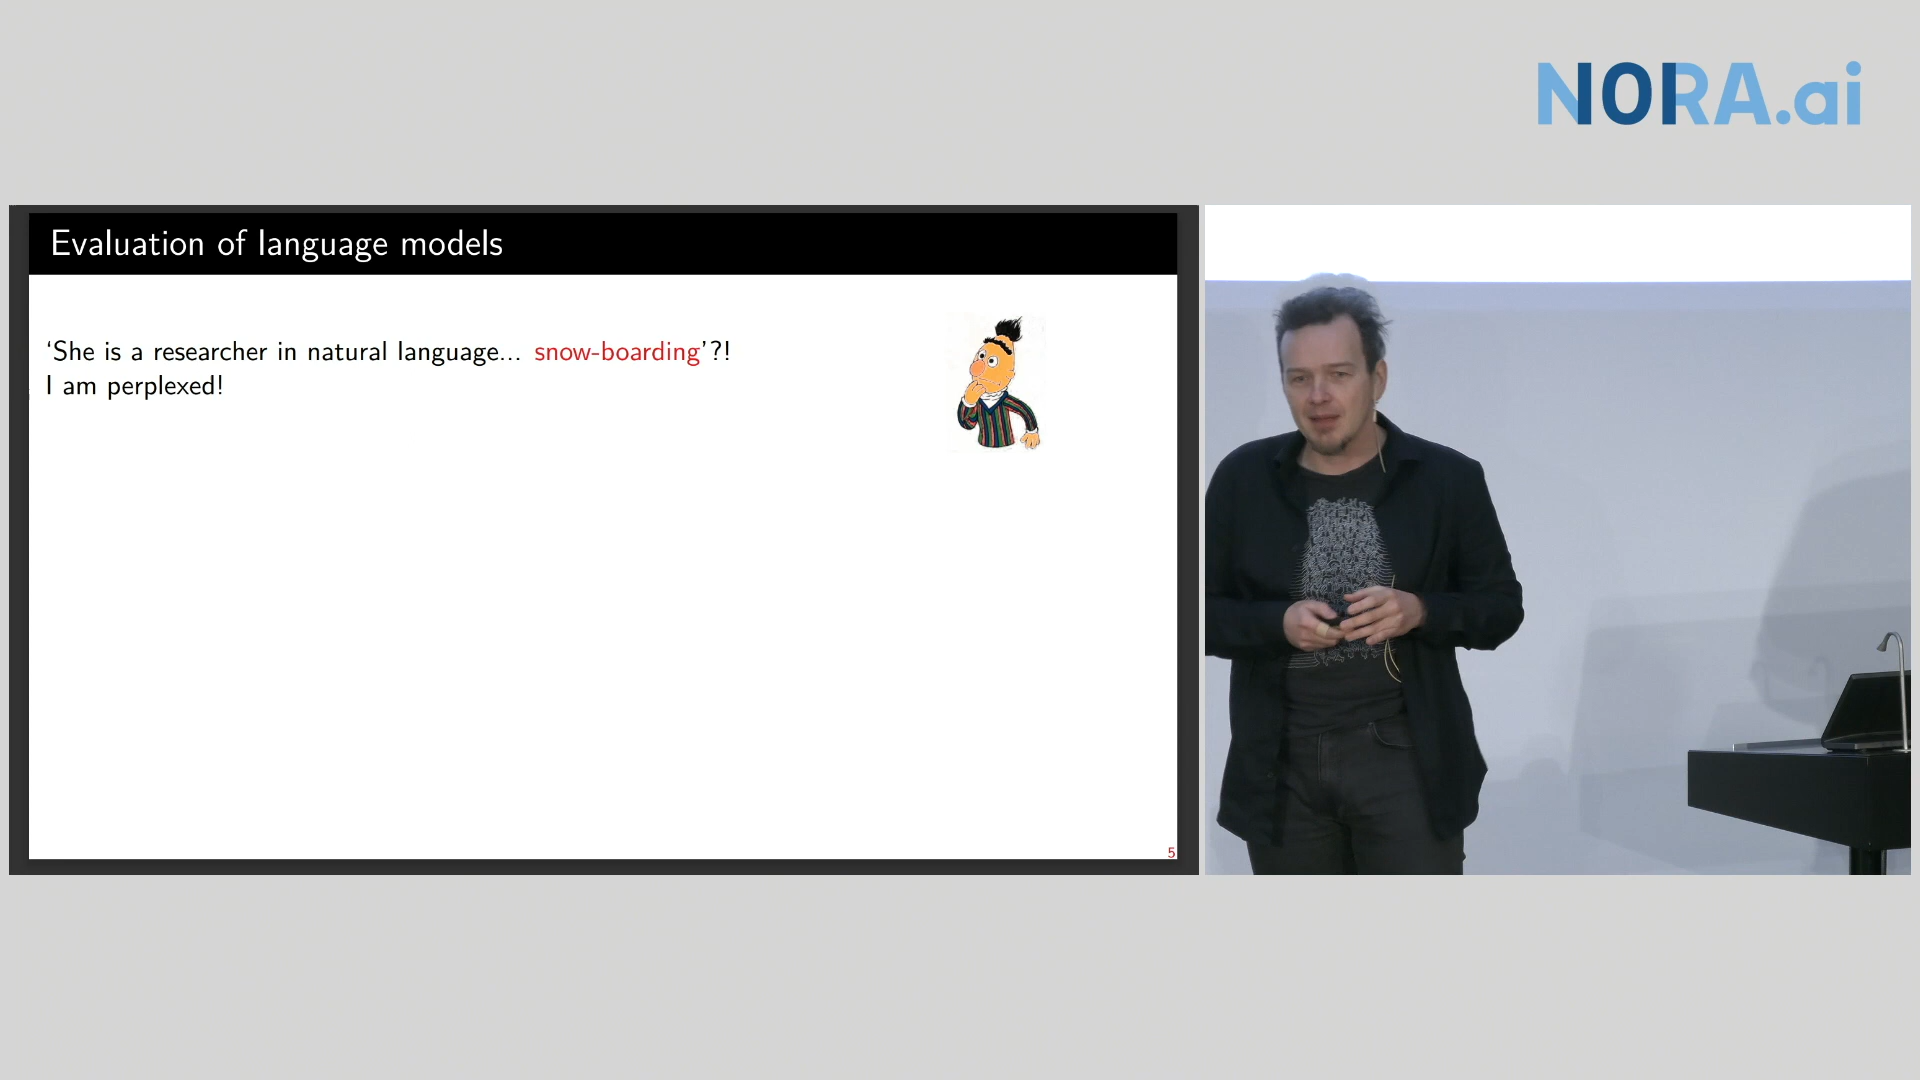 NORA.ai
Evaluation of language models
‘She is a researcher in natural language... snow-boarding’?!
I am perplexed!
5